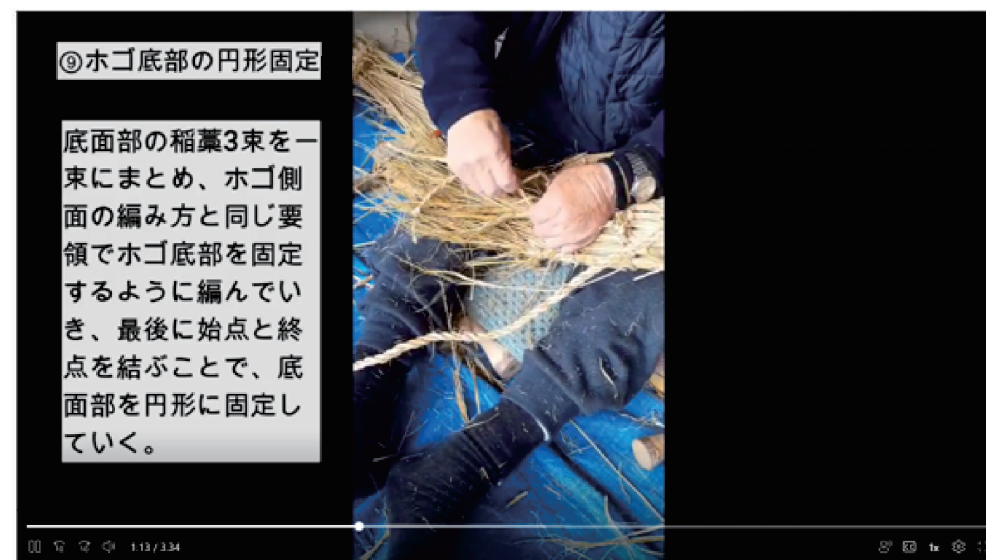 ⑨ホゴ底部の円形固定
底面部の稲藁3束を一
束にまとめ、ホゴ側
面の編み方と同じ要
領でホゴ底部を固定
するように編んでい
き、最後に始点と終
点を結ぶことで、底
面部を円形に固定し
ていく。
1:13 / 3:34
1x